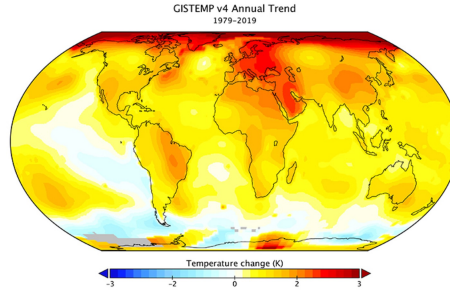 GISTEMP v4 Annual Trend
1979-2019
Temperature change (K)
-3 -2 0 2 3